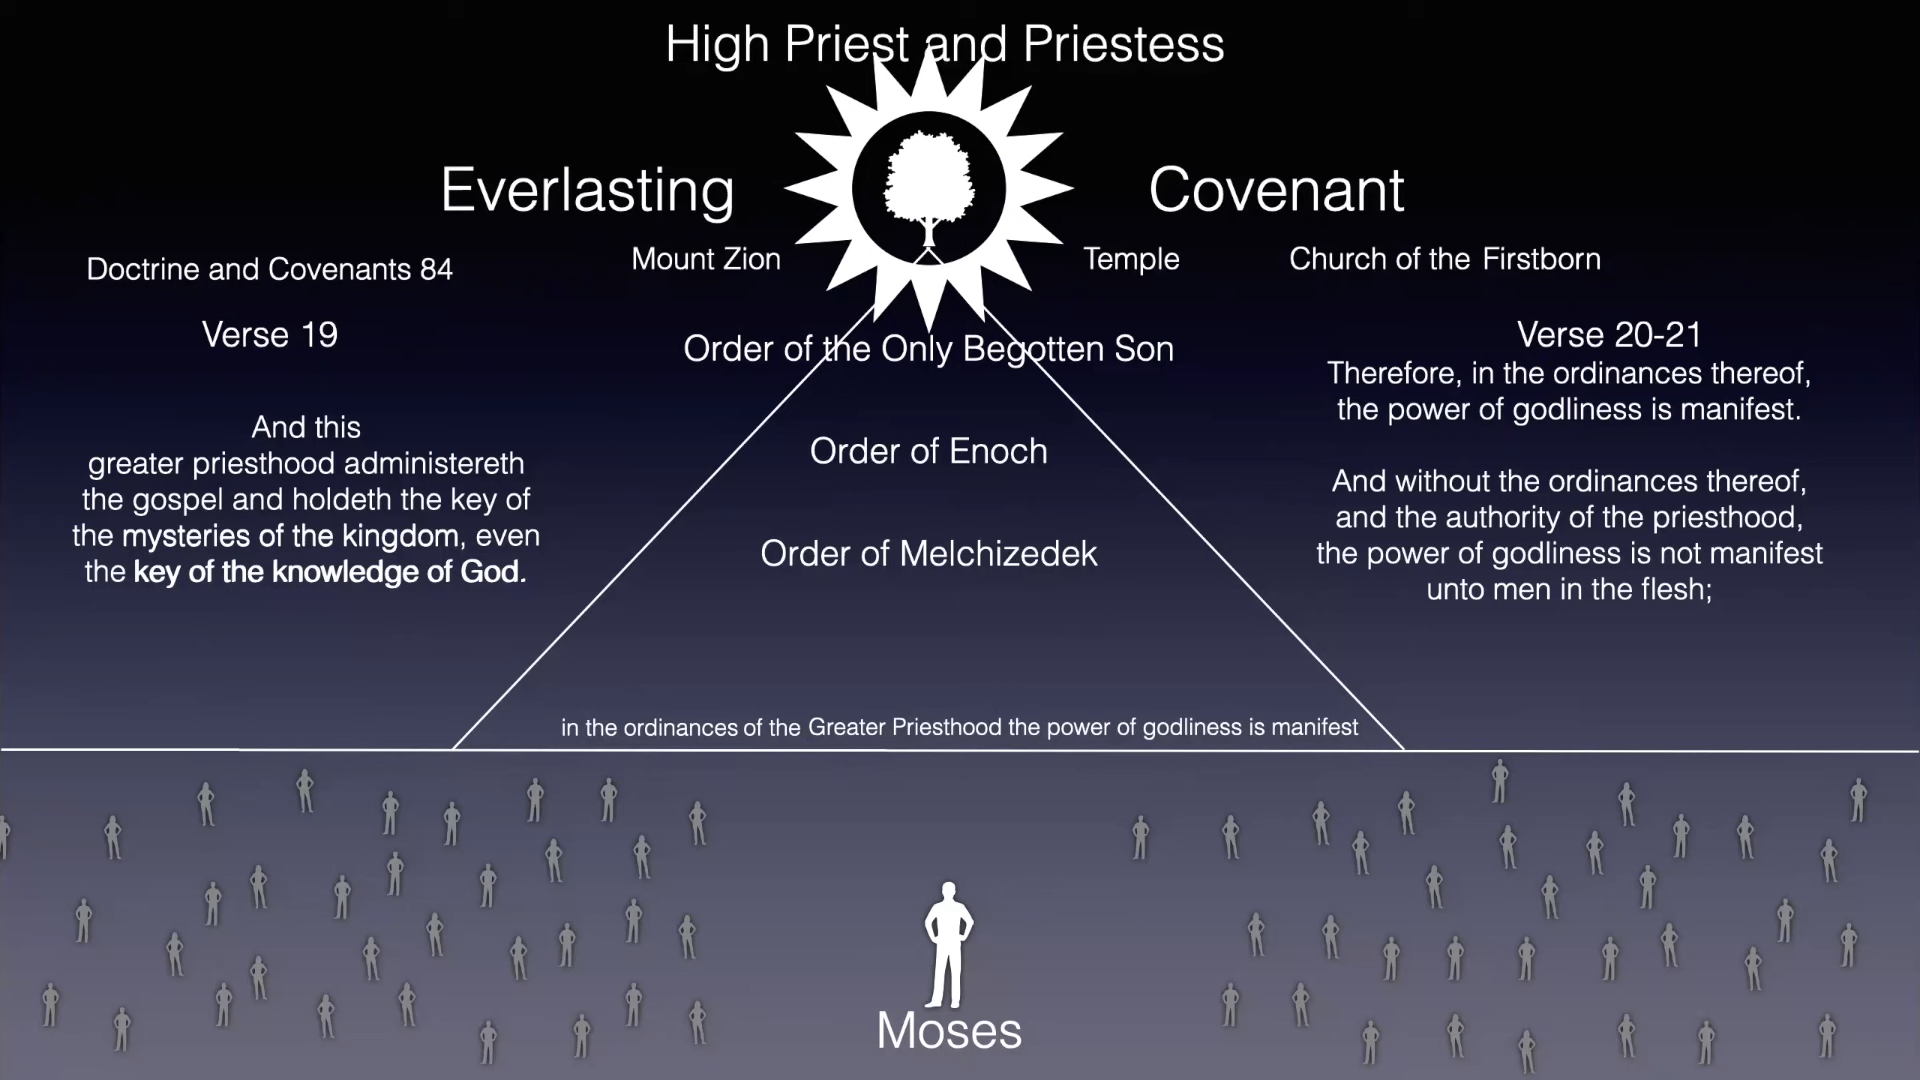 High Priest and Priestess
Everlasting Covenant
Mount Zion Temple Church of the Firstborn
Doctrine and Covenants 84
Verse 19
And this
greater priesthood administereth
the gospel and holdeth the key of
the mysteries of the kingdom, even
the key of the knowledge of God.
Order of the Only Begotten Son
Order of Enoch
Order of Melchizedek
Verse 20-21
Therefore, in the ordinances thereof,
the power of godliness is manifest.
And without the ordinances thereof,
and the authority of the priesthood,
the power of godliness is not manifest
unto men in the flesh;
in the ordinances of the Greater Priesthood the power of godliness is manifest
Moses